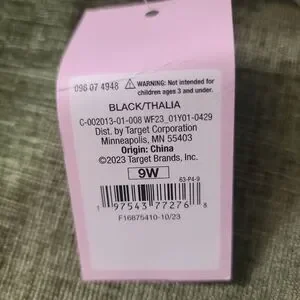 098 07 4948 ⚠ WARNING: Not intended for
children ages 3 and under.
BLACK/THALIA
C-002013-01-008 WF23_01Y01-0429
Dist. by Target Corporation
Minneapolis, MN 55403
Origin: China
©2023 Target Brands, Inc.
9W
63-P4-9
1 97543 77276 8
F16675410-10/23